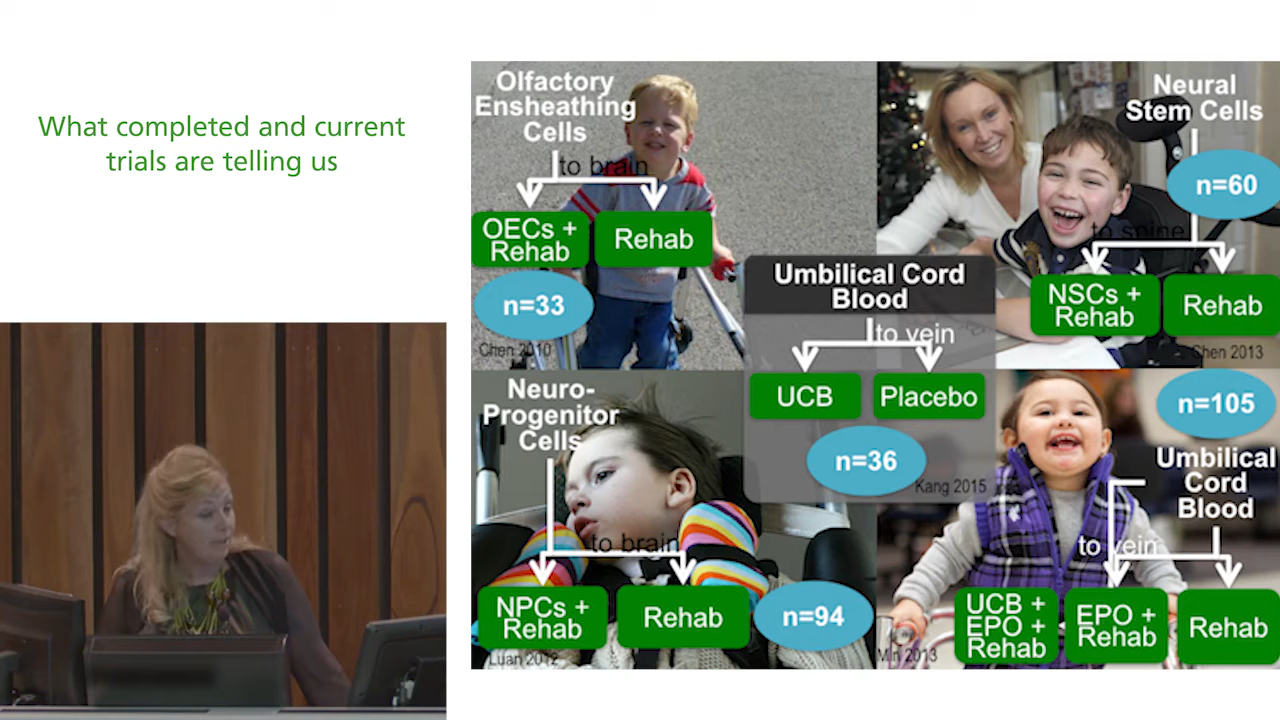 What completed and current
trials are telling us
Olfactory
Ensheathing
Cells
to brain
OECs +
Rehab
Rehab
n=33
Chen 2010
Neural
Stem Cells
n=60
to spine
NSCs +
Rehab
Rehab
Chen 2013
Umbilical Cord
Blood
to vein
UCB
Placebo
n=36
Kang 2015
Neuro-
Progenitor
Cells
to brain
NPCs +
Rehab
Rehab
n=94
Luan 2012
n=105
Umbilical
Cord
Blood
to vein
UCB +
EPO +
Rehab
EPO +
Rehab
Rehab
Min 2013